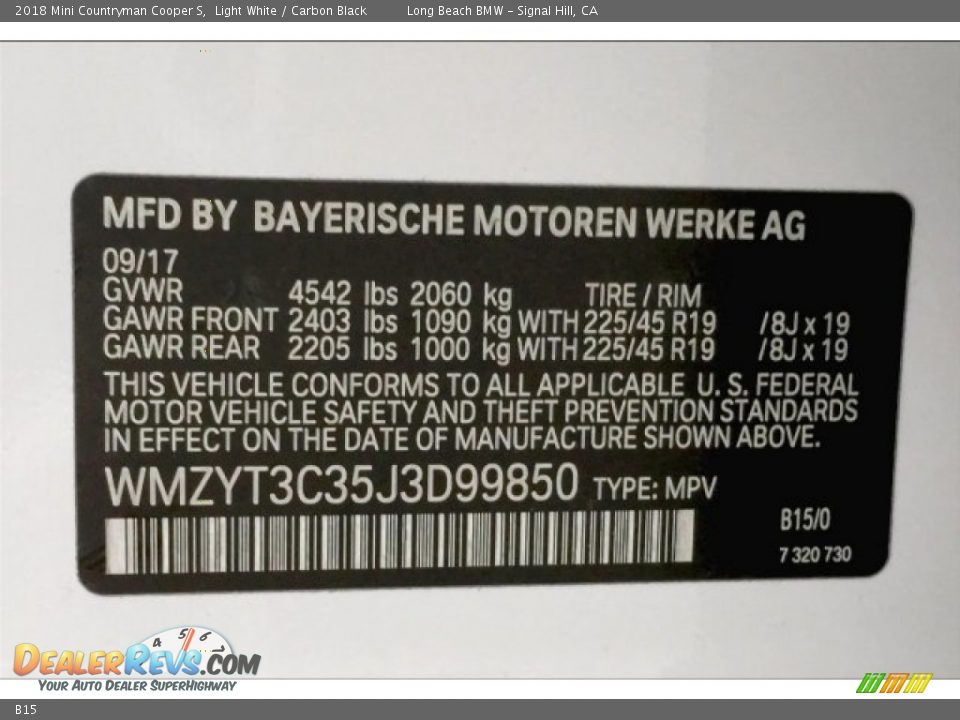 2018 Mini Countryman Cooper S, Light White / Carbon Black Long Beach BMW - Signal Hill, CA
MFD BY BAYERISCHE MOTOREN WERKE AG
09/17
GVWR 4542 lbs 2060 kg TIRE / RIM
GAWR FRONT 2403 lbs 1090 kg WITH 225/45 R19 /8J x 19
GAWR REAR 2205 lbs 1000 kg WITH 225/45 R19 /8J x 19
THIS VEHICLE CONFORMS TO ALL APPLICABLE U. S. FEDERAL
MOTOR VEHICLE SAFETY AND THEFT PREVENTION STANDARDS
IN EFFECT ON THE DATE OF MANUFACTURE SHOWN ABOVE.
WMZYT3C35J3D99850 TYPE: MPV
B15/0
7 320 730
4 5 6 7
DEALERREVS.COM
YOUR AUTO DEALER SUPERHIGHWAY
B15